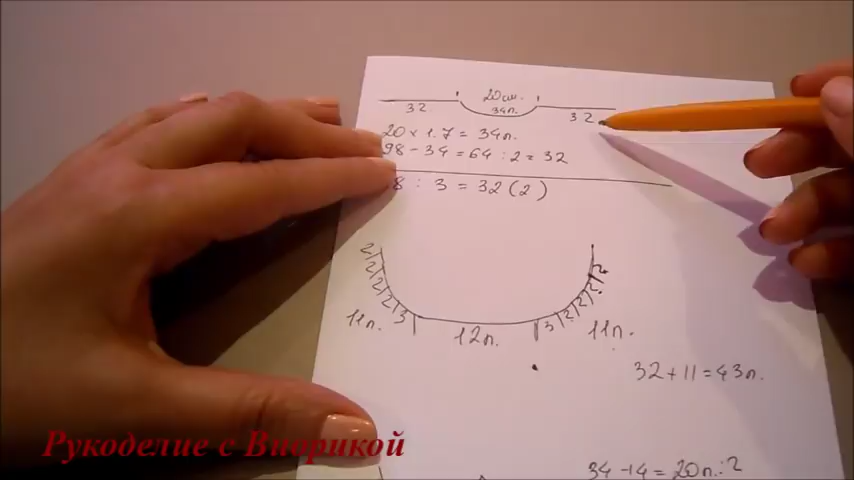 20см.
32 34п. 32
20 x 1.7 = 34п.
98 - 34 = 64 : 2 = 32
8 : 3 = 32 (2)
2 2
2 2
2 2
2 2
3 3
11п. 12п. 11п.
32 + 11 = 43п.
34 - 14 = 20п. : 2
Рукоделие с Виорикой